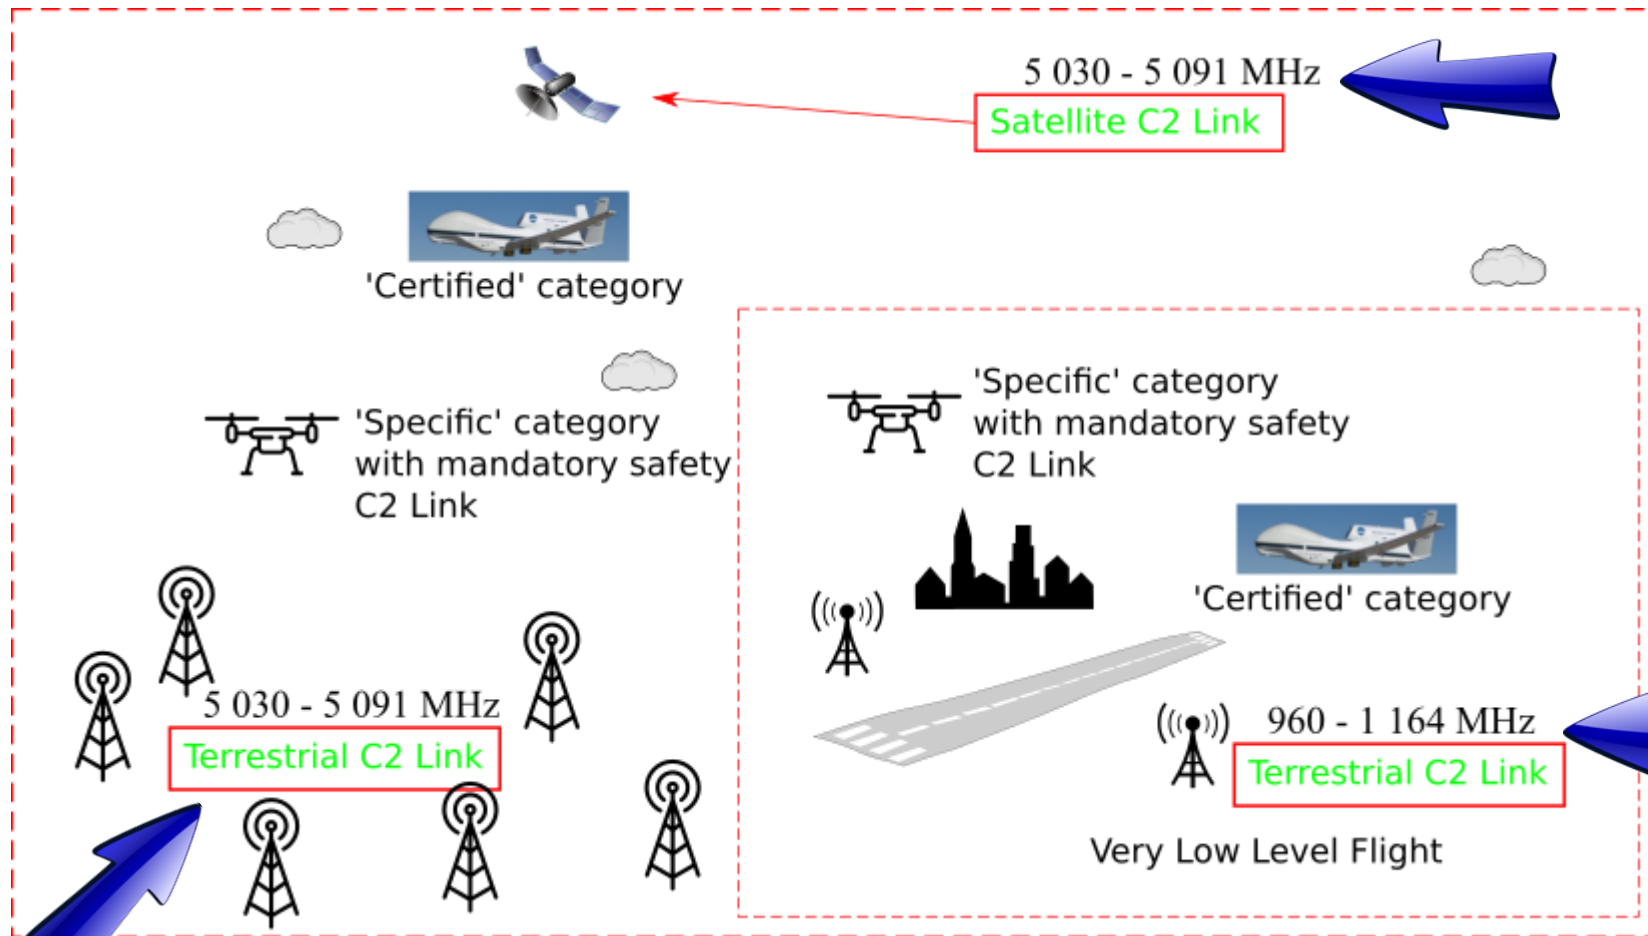 5 030 - 5 091 MHz
Satellite C2 Link
'Certified' category
'Specific' category
with mandatory safety
C2 Link
'Specific' category
with mandatory safety
C2 Link
'Certified' category
5 030 - 5 091 MHz
Terrestrial C2 Link
960 - 1 164 MHz
Terrestrial C2 Link
Very Low Level Flight